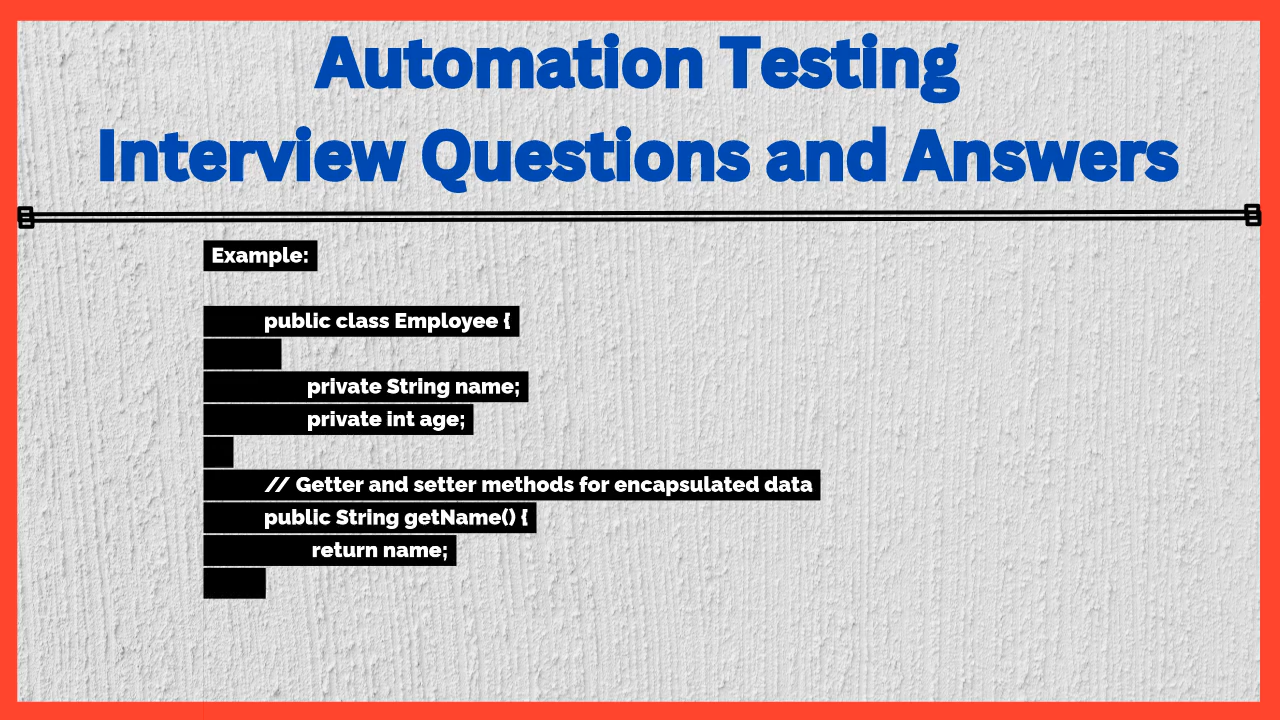 Automation Testing
Interview Questions and Answers
Example:
public class Employee {
private String name;
private int age;
// Getter and setter methods for encapsulated data
public String getName() {
return name;